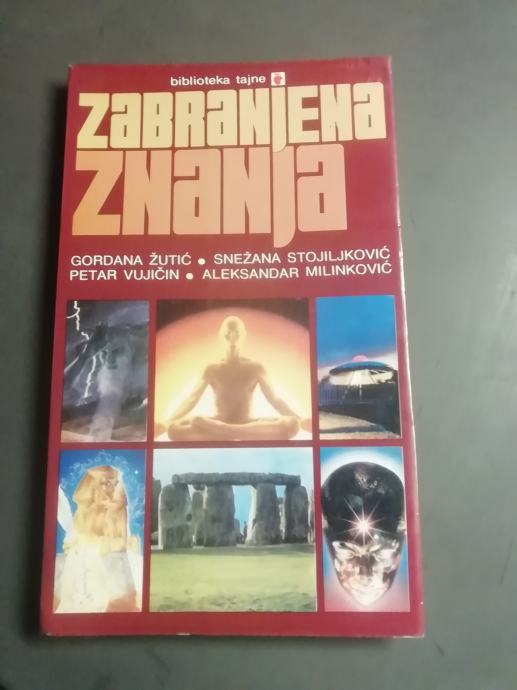 biblioteka tajne
ZABRANJENA
ZNANJA
GORDANA ŽUTIĆ • SNEŽANA STOJILJKOVIĆ
PETAR VUJIČIN • ALEKSANDAR MILINKOVIĆ